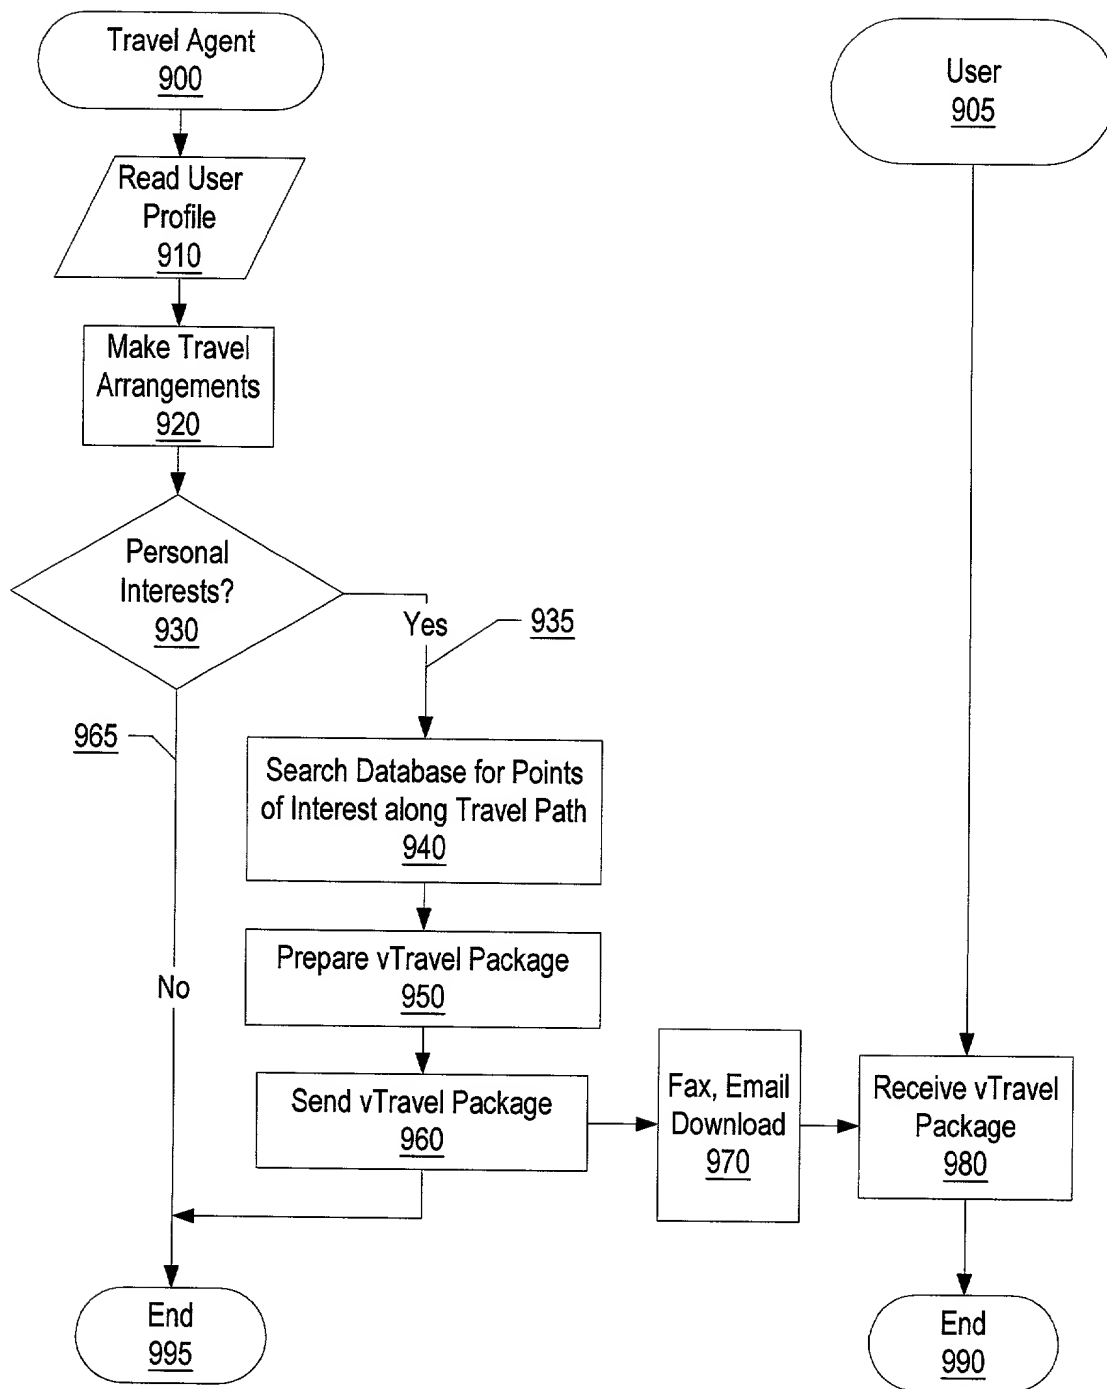 Travel Agent
900
User
905
Read User
Profile
910
Make Travel
Arrangements
920
Personal
Interests?
930
Yes
935
965
Search Database for Points
of Interest along Travel Path
940
No
Prepare vTravel Package
950
Send vTravel Package
960
Fax, Email
Download
970
Receive vTravel
Package
980
End
995
End
990